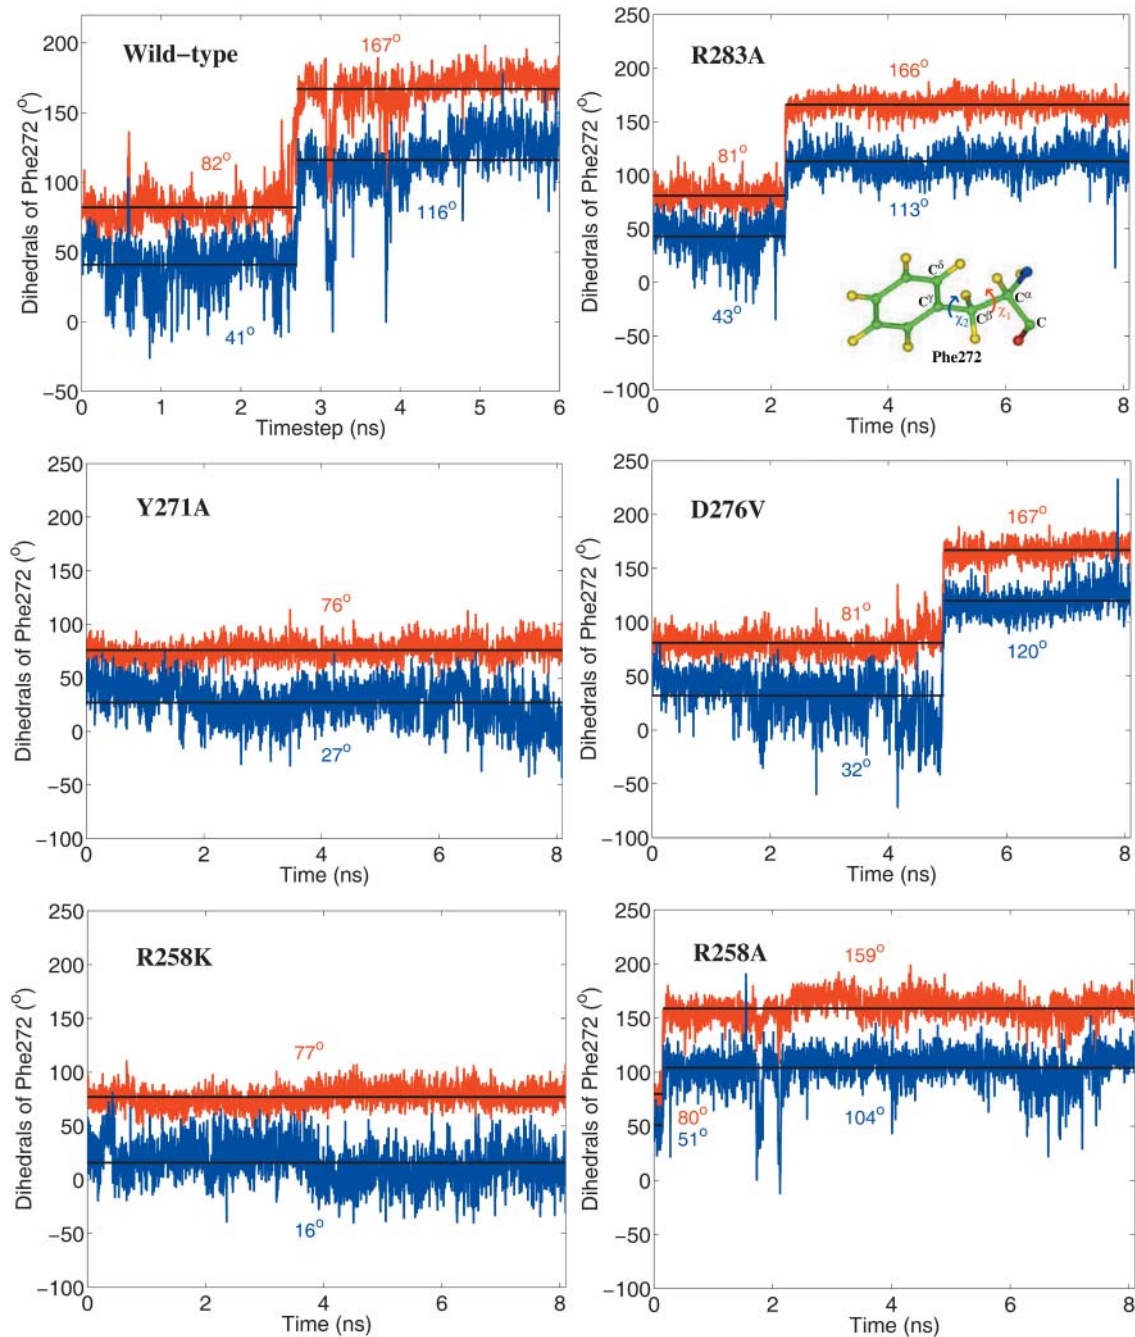 Wild−type
Dihedrals of Phe272 (°)
200
150
100
50
0
−50
167°
82°
116°
41°
0 1 2 3 4 5 6
Timestep (ns)
R283A
Dihedrals of Phe272 (°)
250
200
150
100
50
0
−50
−100
166°
81°
113°
43°
Cδ
Cγ
χ2
Cβ
χ1
Cα
C
Phe272
0 2 4 6 8
Time (ns)
Y271A
Dihedrals of Phe272 (°)
250
200
150
100
50
0
−50
−100
76°
27°
0 2 4 6 8
Time (ns)
D276V
Dihedrals of Phe272 (°)
250
200
150
100
50
0
−50
−100
167°
81°
120°
32°
0 2 4 6 8
Time (ns)
R258K
Dihedrals of Phe272 (°)
250
200
150
100
50
0
−50
−100
77°
16°
0 2 4 6 8
Time (ns)
R258A
Dihedrals of Phe272 (°)
250
200
150
100
50
0
−50
−100
159°
80°
51°
104°
0 2 4 6 8
Time (ns)